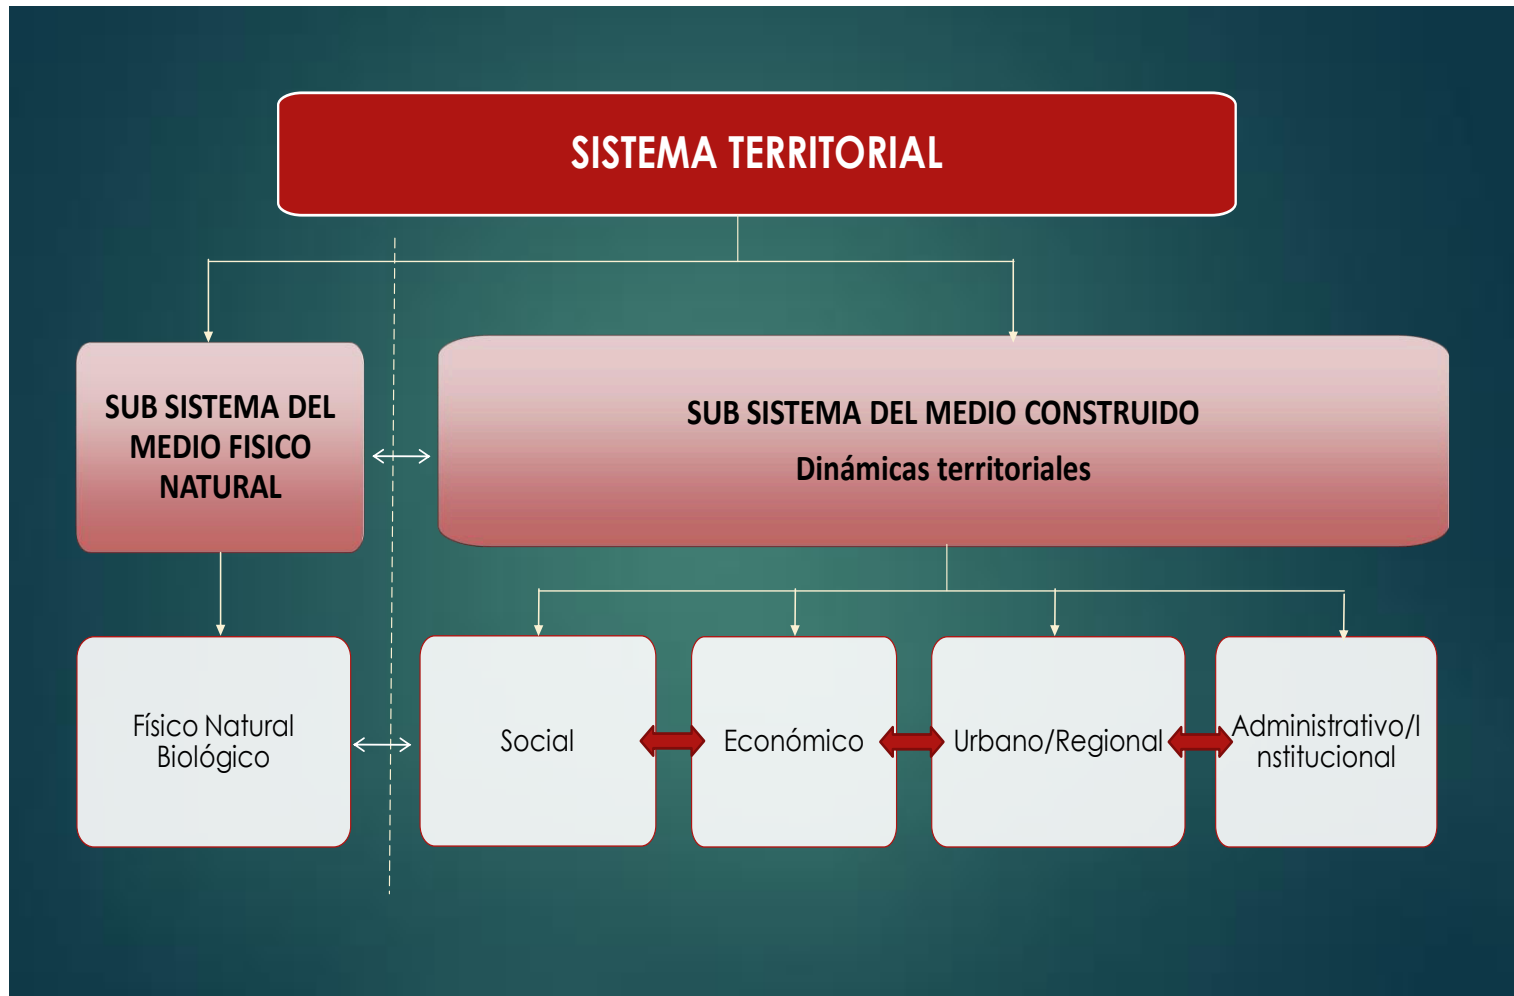 SISTEMA TERRITORIAL
SUB SISTEMA DEL
MEDIO FISICO
NATURAL
SUB SISTEMA DEL MEDIO CONSTRUIDO
Dinámicas territoriales
Físico Natural
Biológico
Social
Económico
Urbano/Regional
Administrativo/I
nstitucional